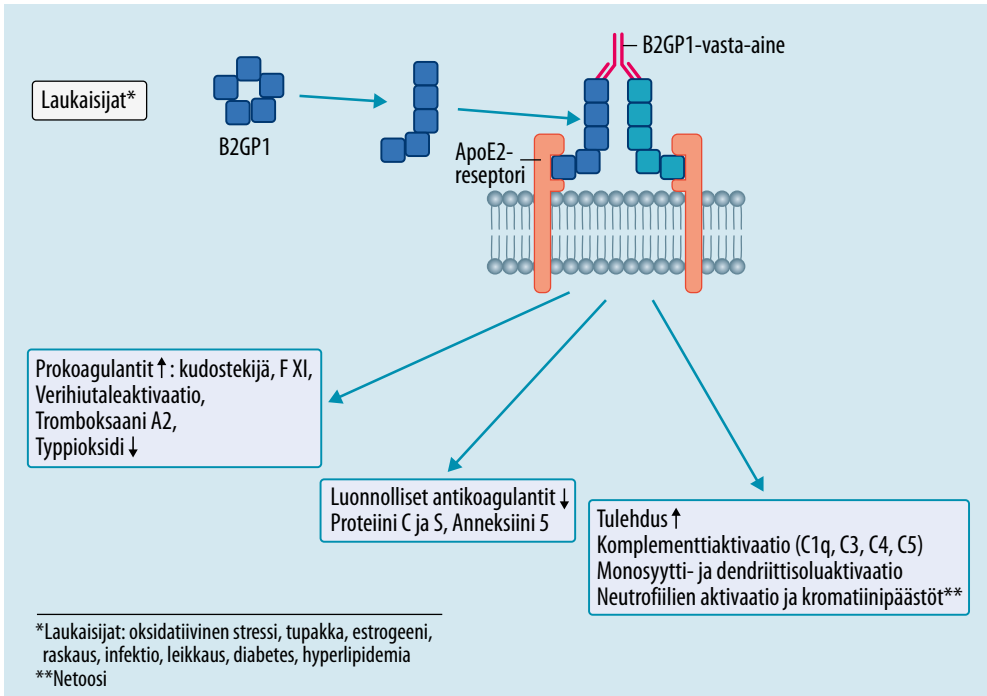 B2GP1-vasta-aine
Laukaisijat*
B2GP1
ApoE2-
reseptori
Prokoagulantit ↑: kudostekijä, F XI,
Verihiutaleaktivaatio,
Tromboksaani A2,
Typpioksidi ↓
Luonnolliset antikoagulantit ↓
Proteiini C ja S, Anneksiini 5
Tulehdus ↑
Komplementtiaktivaatio (C1q, C3, C4, C5)
Monosyytti- ja dendriittisoluaktivaatio
Neutrofiilien aktivaatio ja kromatiinipäästöt**
*Laukaisijat: oksidatiivinen stressi, tupakka, estrogeeni,
raskaus, infektio, leikkaus, diabetes, hyperlipidemia
**Netoosi